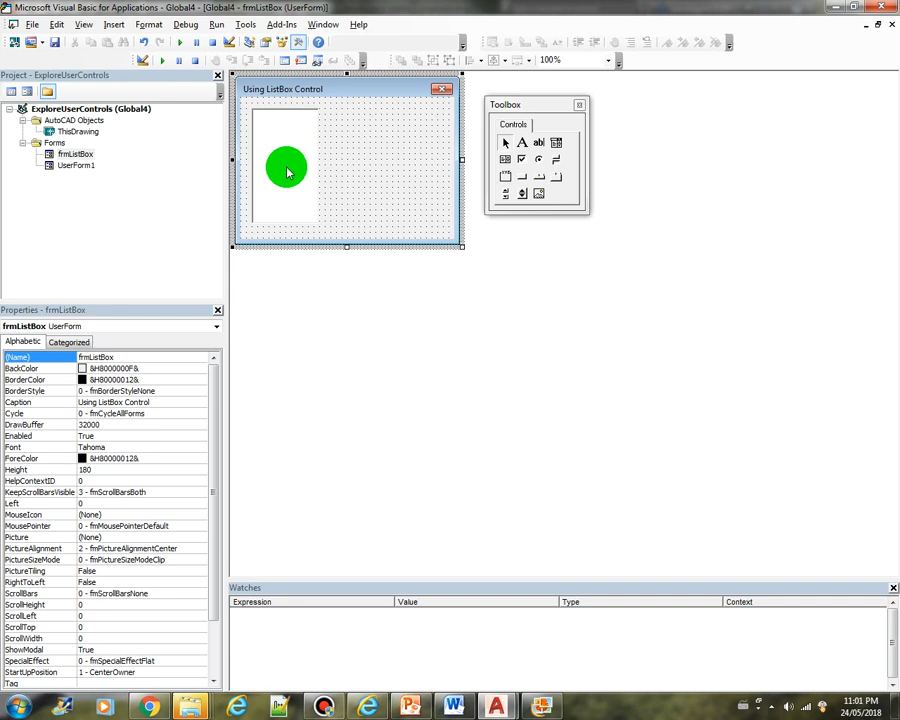 Microsoft Visual Basic for Applications - Global4 - [Global4 - frmListBox (UserForm)]
File Edit View Insert Format Debug Run Tools Add-Ins Window Help
100%
Project - ExploreUserControls
ExploreUserControls (Global4)
AutoCAD Objects
ThisDrawing
Forms
frmListBox
UserForm1
Using ListBox Control
Toolbox
Controls
A abl
Properties - frmListBox
frmListBox UserForm
Alphabetic Categorized
(Name) frmListBox
BackColor &H8000000F&
BorderColor &H80000012&
BorderStyle 0 - fmBorderStyleNone
Caption Using ListBox Control
Cycle 0 - fmCycleAllForms
DrawBuffer 32000
Enabled True
Font Tahoma
ForeColor &H80000012&
Height 180
HelpContextID 0
KeepScrollBarsVisible 3 - fmScrollBarsBoth
Left 0
MouseIcon (None)
MousePointer 0 - fmMousePointerDefault
Picture (None)
PictureAlignment 2 - fmPictureAlignmentCenter
PictureSizeMode 0 - fmPictureSizeModeClip
PictureTiling False
RightToLeft False
ScrollBars 0 - fmScrollBarsNone
ScrollHeight 0
ScrollLeft 0
ScrollTop 0
ScrollWidth 0
ShowModal True
SpecialEffect 0 - fmSpecialEffectFlat
StartUpPosition 1 - CenterOwner
Tag
Watches
Expression Value Type Context
11:01 PM
24/05/2018